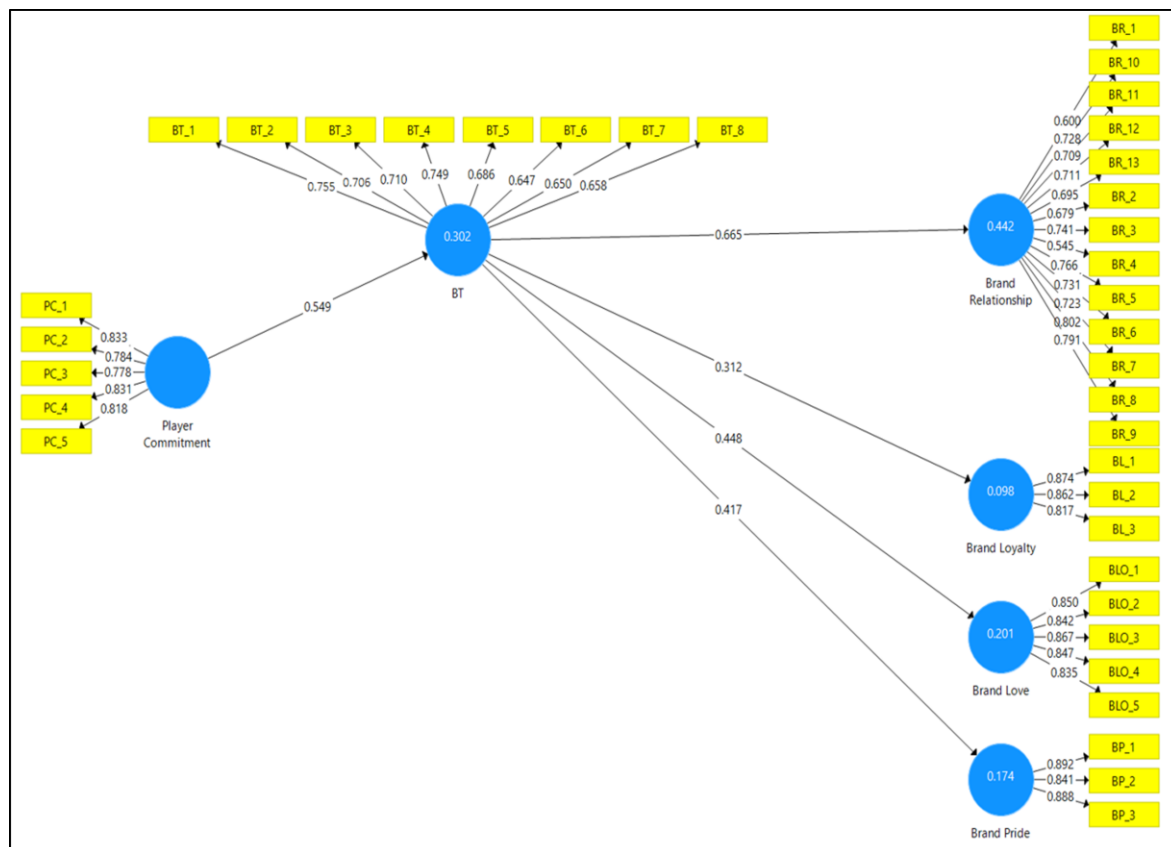 BR_1
BR_10
BR_11
BR_12
BR_13
BR_2
BR_3
BR_4
BR_5
BR_6
BR_7
BR_8
BR_9
0.600
0.728
0.709
0.711
0.695
0.679
0.741
0.545
0.766
0.731
0.723
0.802
0.791
0.442
Brand
Relationship
BT_1
BT_2
BT_3
BT_4
BT_5
BT_6
BT_7
BT_8
0.755
0.706
0.710
0.749
0.686
0.647
0.650
0.658
0.302
BT
0.665
0.549
0.312
0.448
0.417
PC_1
PC_2
PC_3
PC_4
PC_5
0.833
0.784
0.778
0.831
0.818
Player
Commitment
BL_1
BL_2
BL_3
0.874
0.862
0.817
0.098
Brand Loyalty
BLO_1
BLO_2
BLO_3
BLO_4
BLO_5
0.850
0.842
0.867
0.847
0.835
0.201
Brand Love
BP_1
BP_2
BP_3
0.892
0.841
0.888
0.174
Brand Pride